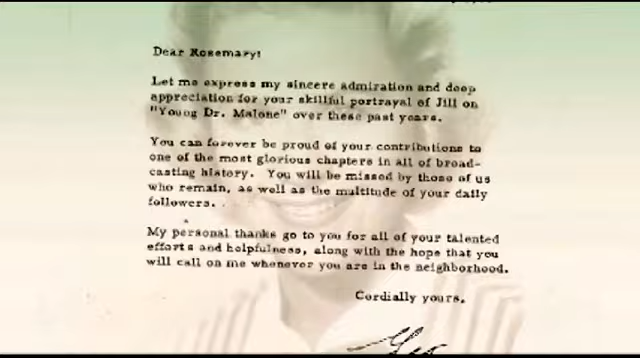 Dear Rosemary:
Let me express my sincere admiration and deep
appreciation for your skillful portrayal of Jill on
"Young Dr. Malone" over these past years.
You can forever be proud of your contributions to
one of the most glorious chapters in all of broad-
casting history. You will be missed by those of us
who remain, as well as the multitude of your daily
followers.
My personal thanks go to you for all of your talented
efforts and helpfulness, along with the hope that you
will call on me whenever you are in the neighborhood.
Cordially yours,